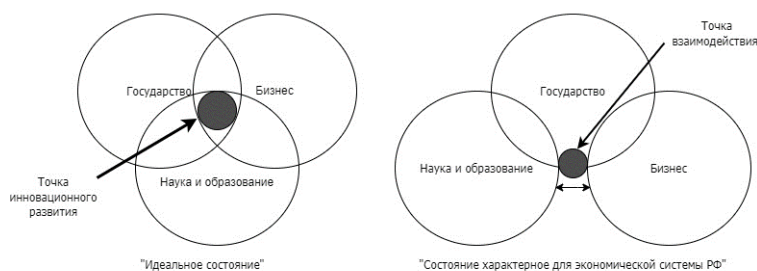 Государство
Бизнес
Наука и образование
Точка
инновационного
развития
"Идеальное состояние"
Точка
взаимодействия
Государство
Наука и образование
Бизнес
"Состояние характерное для экономической системы РФ"